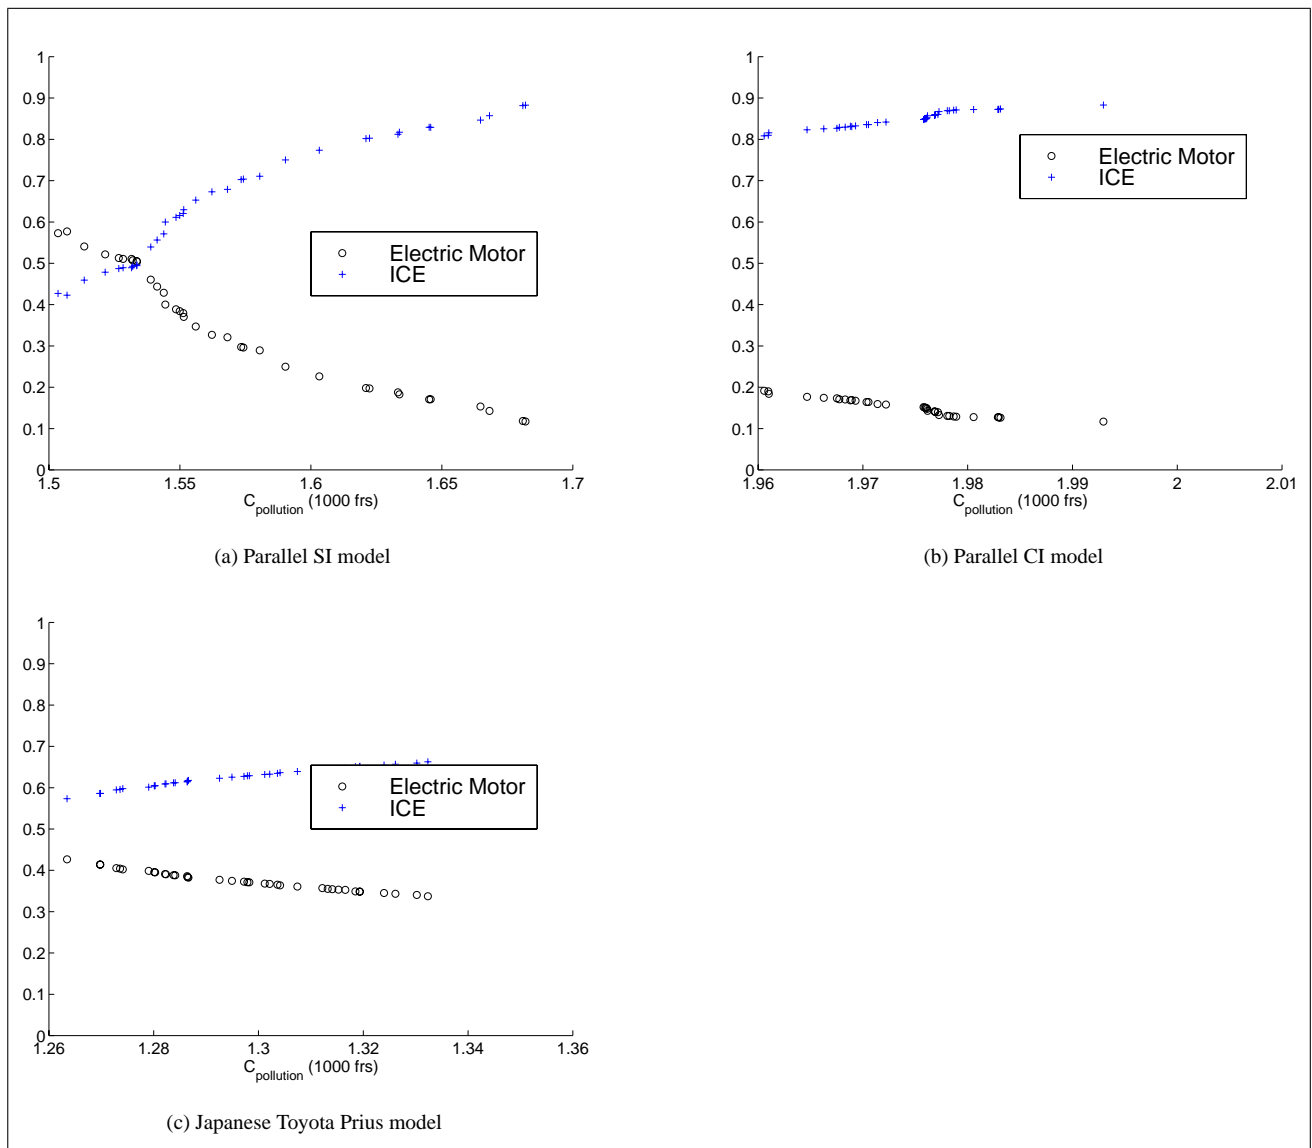 1
0.9
0.8
0.7
0.6
0.5
0.4
0.3
0.2
0.1
0
1.5 1.55 1.6 1.65 1.7
C_pollution (1000 frs)
Electric Motor
ICE
(a) Parallel SI model
1
0.9
0.8
0.7
0.6
0.5
0.4
0.3
0.2
0.1
0
1.96 1.97 1.98 1.99 2 2.01
C_pollution (1000 frs)
Electric Motor
ICE
(b) Parallel CI model
1
0.9
0.8
0.7
0.6
0.5
0.4
0.3
0.2
0.1
0
1.26 1.28 1.3 1.32 1.34 1.36
C_pollution (1000 frs)
Electric Motor
ICE
(c) Japanese Toyota Prius model